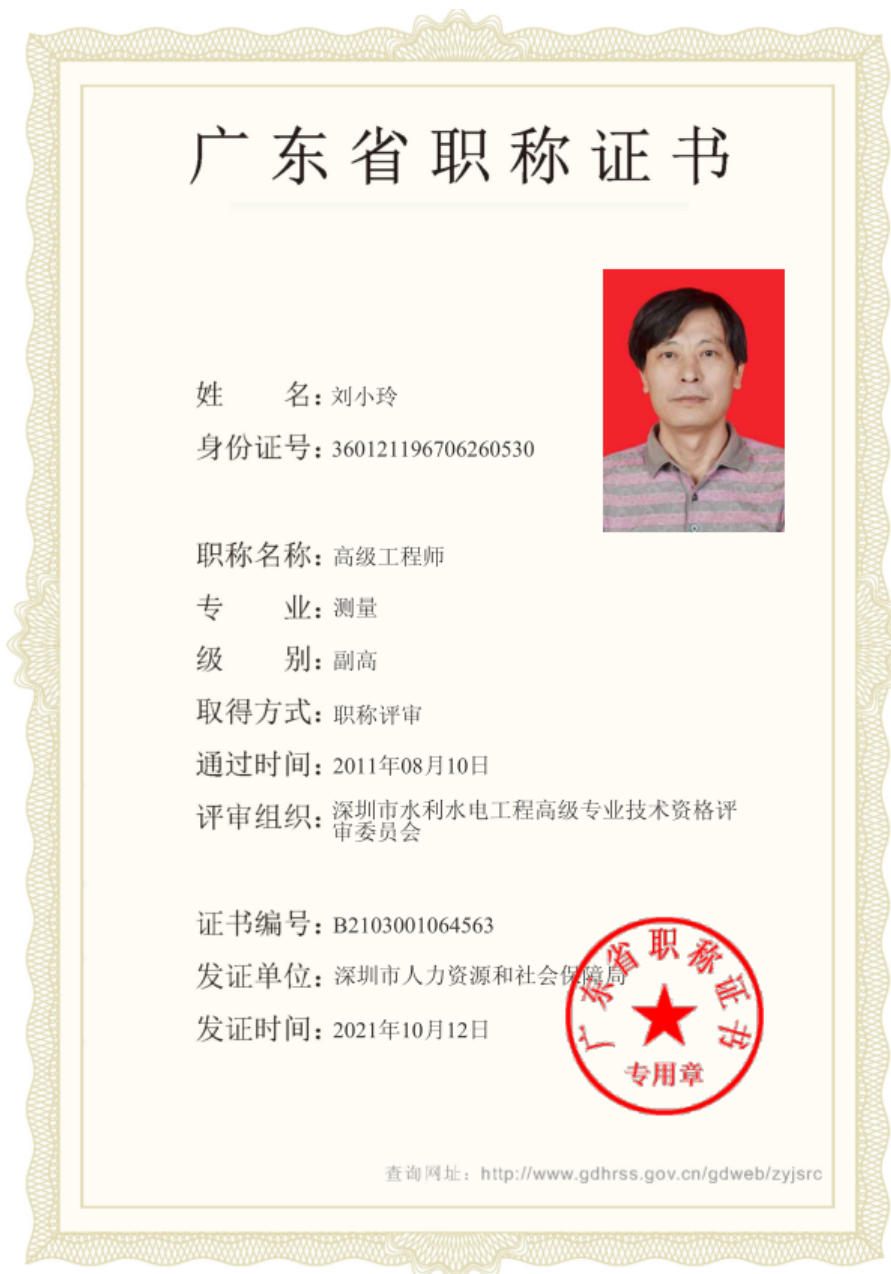 广东省职称证书
姓 名：刘小玲
身份证号：360121196706260530
职称名称：高级工程师
专 业：测量
级 别：副高
取得方式：职称评审
通过时间：2011年08月10日
评审组织：深圳市水利水电工程高级专业技术资格评
审委员会
证书编号：B2103001064563
发证单位：深圳市人力资源和社会保障局
发证时间：2021年10月12日
广东省职称证书
专用章
查询网址：http://www.gdhrss.gov.cn/gdweb/zyjsrc